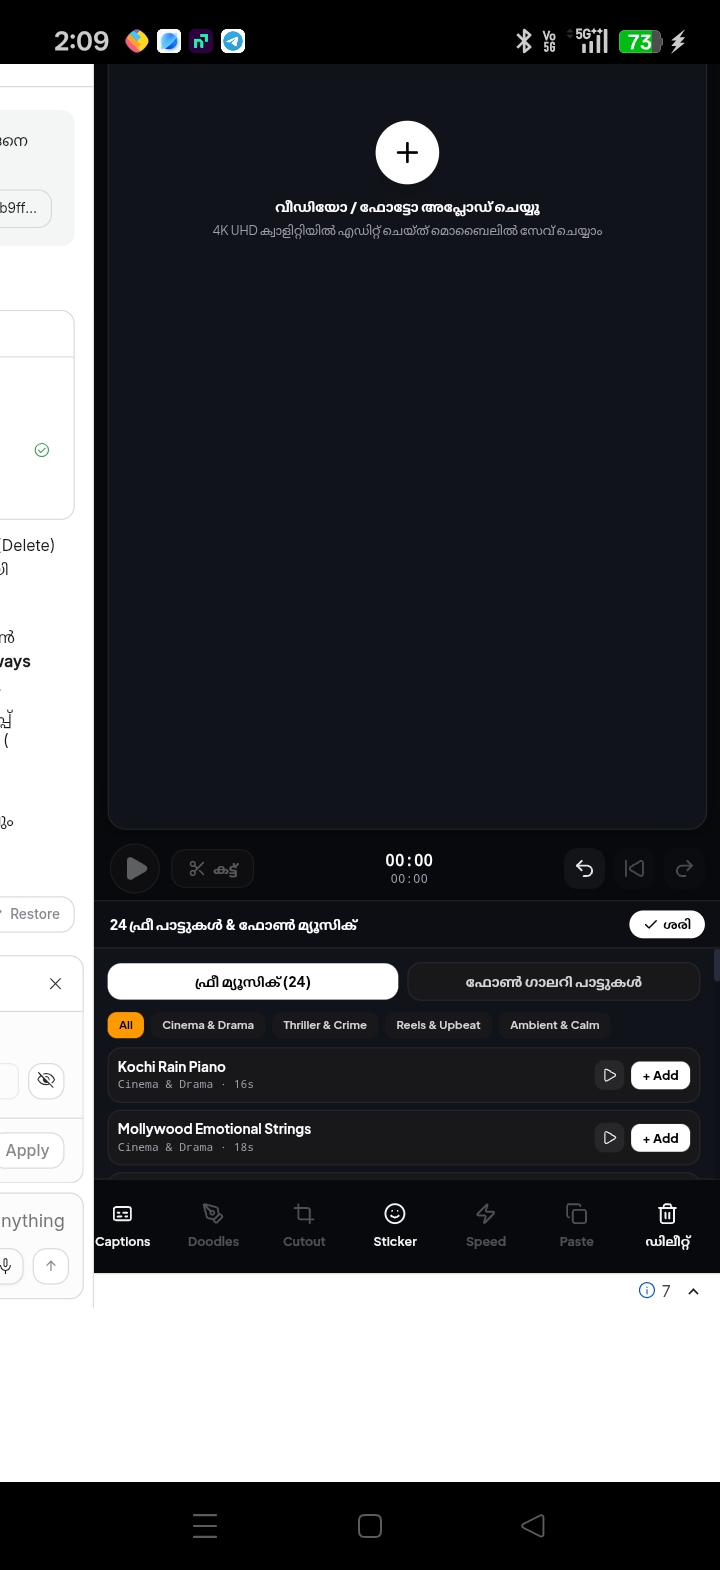 2:09
Vo
5G
5G++
73
b9ff...
(Delete)
ways
Restore
Apply
nything
വീഡിയോ / ഫോട്ടോ അപ്ലോഡ് ചെയ്യൂ
4K UHD ക്വാളിറ്റിയിൽ എഡിറ്റ് ചെയ്ത് മൊബൈലിൽ സേവ് ചെയ്യാം
കട്ട്
00:00
00:00
24 ഫ്രീ പാട്ടുകൾ & ഫോൺ മ്യൂസിക്
ശരി
ഫ്രീ മ്യൂസിക് (24)
ഫോൺ ഗാലറി പാട്ടുകൾ
All
Cinema & Drama
Thriller & Crime
Reels & Upbeat
Ambient & Calm
Kochi Rain Piano
Cinema & Drama · 16s
+ Add
Mollywood Emotional Strings
Cinema & Drama · 18s
+ Add
Captions
Doodles
Cutout
Sticker
Speed
Paste
ഡിലീറ്റ്
7